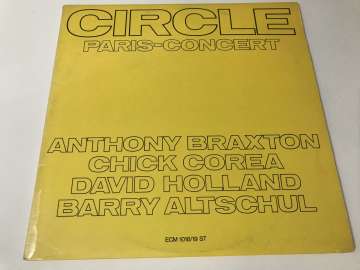 CIRCLE
PARIS-CONCERT
ANTHONY BRAXTON
CHICK COREA
DAVID HOLLAND
BARRY ALTSCHUL
ECM 1018/19 ST